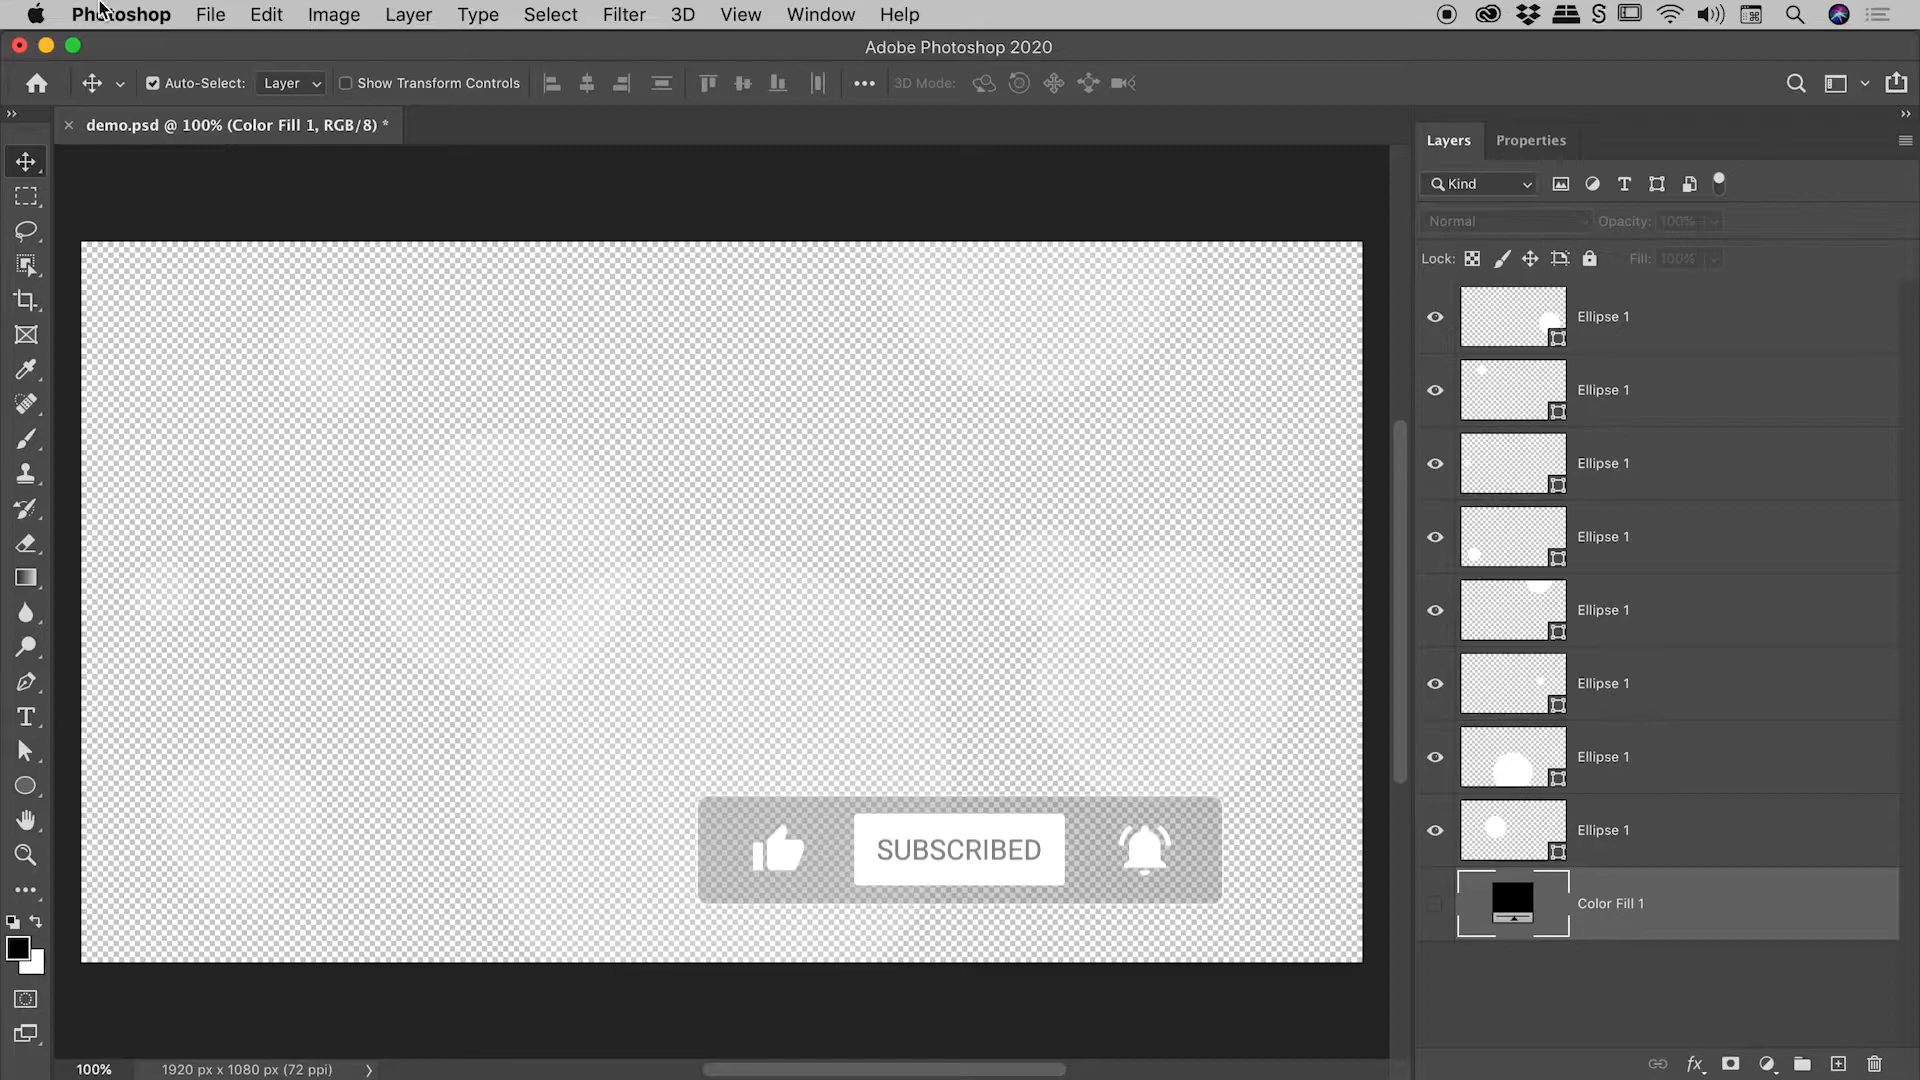 Photoshop File Edit Image Layer Type Select Filter 3D View Window Help
Adobe Photoshop 2020
Auto-Select: Layer Show Transform Controls 3D Mode:
demo.psd @ 100% (Color Fill 1, RGB/8) *
Layers Properties
Kind
Normal Opacity: 100%
Lock: Fill: 100%
Ellipse 1
Ellipse 1
Ellipse 1
Ellipse 1
Ellipse 1
Ellipse 1
Ellipse 1
Ellipse 1
Color Fill 1
SUBSCRIBED
100% 1920 px x 1080 px (72 ppi)